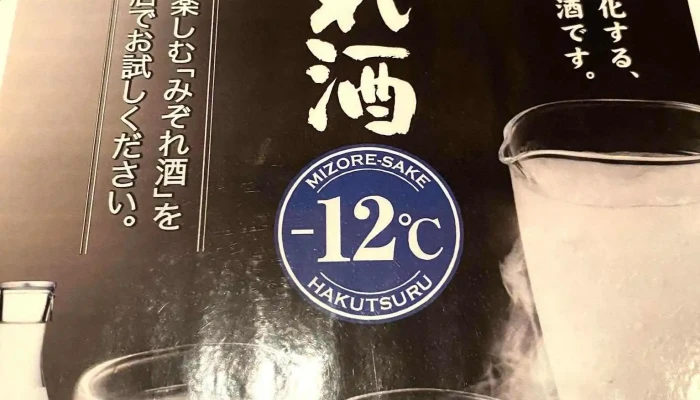 化する、
酒です。
れ酒
MIZORE-SAKE
-12℃
HAKUTSURU
楽しむ「みぞれ酒」を
でお試しください。